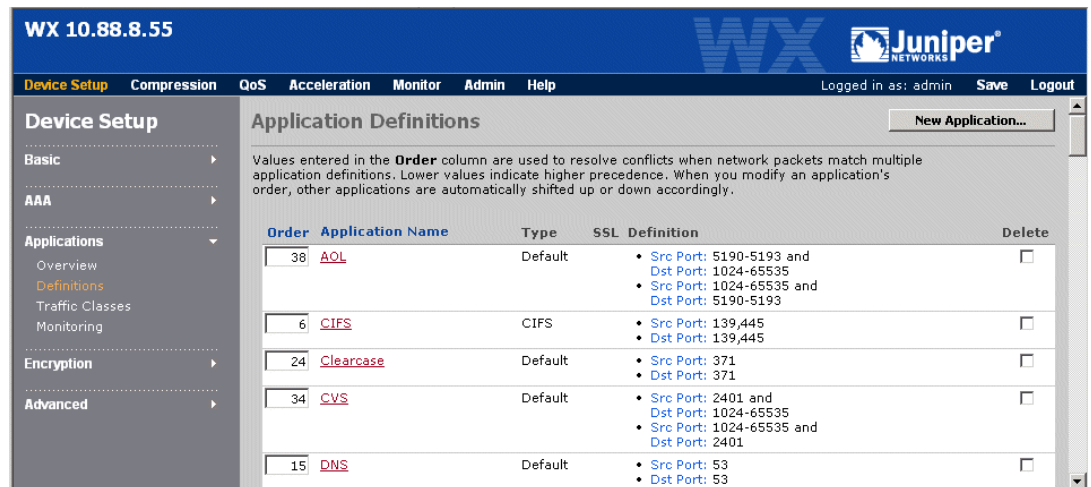 WX 10.88.8.55
WX
Juniper®
NETWORKS
Device Setup Compression QoS Acceleration Monitor Admin Help Logged in as: admin Save Logout
Device Setup
Basic
AAA
Applications
Overview
Definitions
Traffic Classes
Monitoring
Encryption
Advanced
Application Definitions
New Application...
Values entered in the Order column are used to resolve conflicts when network packets match multiple
application definitions. Lower values indicate higher precedence. When you modify an application's
order, other applications are automatically shifted up or down accordingly.
Order Application Name Type SSL Definition Delete
38 AOL Default • Src Port: 5190-5193 and
Dst Port: 1024-65535
• Src Port: 1024-65535 and
Dst Port: 5190-5193
6 CIFS CIFS • Src Port: 139,445
• Dst Port: 139,445
24 Clearcase Default • Src Port: 371
• Dst Port: 371
34 CVS Default • Src Port: 2401 and
Dst Port: 1024-65535
• Src Port: 1024-65535 and
Dst Port: 2401
15 DNS Default • Src Port: 53
• Dst Port: 53